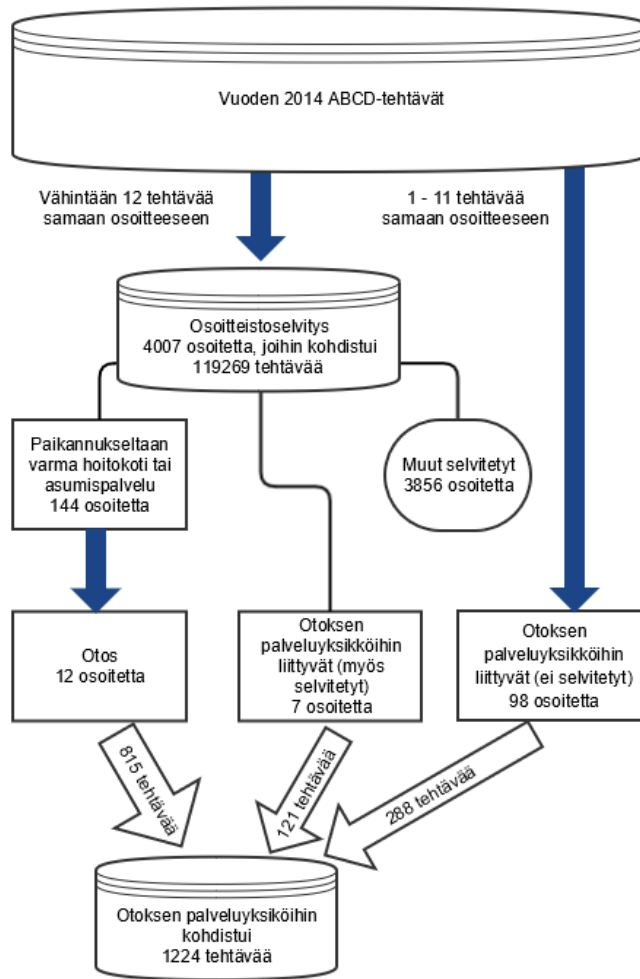 Vuoden 2014 ABCD-tehtävät
Vähintään 12 tehtävää
samaan osoitteeseen
1 - 11 tehtävää
samaan osoitteeseen
Osoitteistoselvitys
4007 osoitetta, joihin kohdistui
119269 tehtävää
Paikannukseltaan
varma hoitokoti tai
asumispalvelu
144 osoitetta
Muut selvitetyt
3856 osoitetta
Otos
12 osoitetta
Otoksen
palveluyksikköihin
liittyvät (myös
selvitetyt)
7 osoitetta
Otoksen
palveluyksikköihin
liittyvät (ei selvitetyt)
98 osoitetta
815 tehtävää
121 tehtävää
288 tehtävää
Otoksen palveluyksiköihin
kohdistui
1224 tehtävää